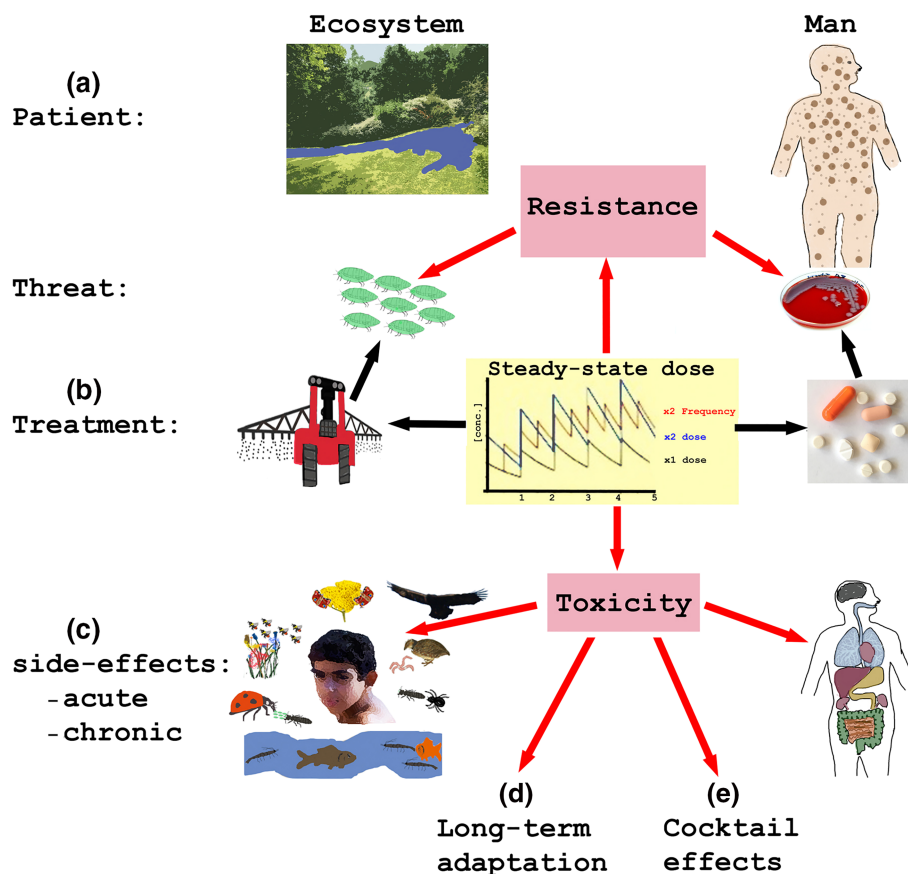 Ecosystem
Man
(a)
Patient:
Resistance
Threat:
(b)
Treatment:
Steady-state dose
[conc.]
x2 Frequency
x2 dose
x1 dose
1 2 3 4 5
Toxicity
(c)
side-effects:
-acute
-chronic
(d)
Long-term
adaptation
(e)
Cocktail
effects